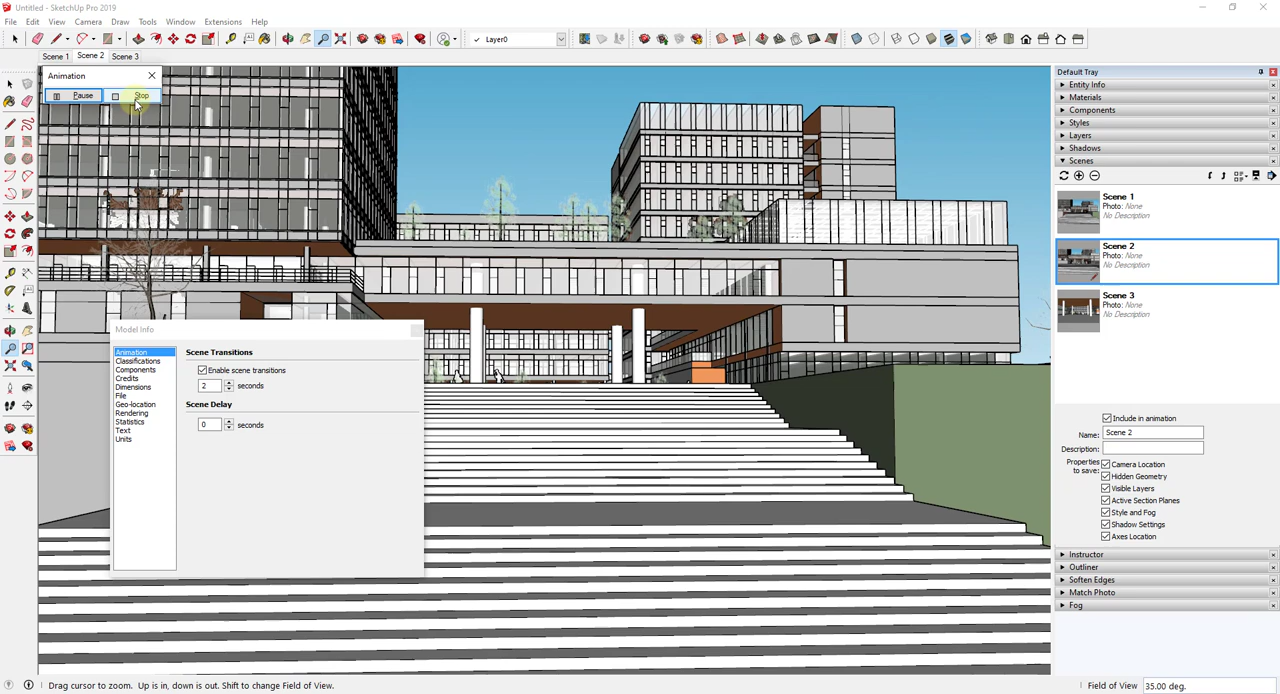 Untitled - SketchUp Pro 2019
File Edit View Camera Draw Tools Window Extensions Help
Layer0
Scene 1 Scene 2 Scene 3
Animation
Pause Stop
Model Info
Animation
Classifications
Components
Credits
Dimensions
File
Geo-location
Rendering
Statistics
Text
Units
Scene Transitions
Enable scene transitions
2 seconds
Scene Delay
0 seconds
Default Tray
Entity Info
Materials
Components
Styles
Layers
Shadows
Scenes
Scene 1
Photo: None
No Description
Scene 2
Photo: None
No Description
Scene 3
Photo: None
No Description
Include in animation
Name: Scene 2
Description:
Properties to save:
Camera Location
Hidden Geometry
Visible Layers
Active Section Planes
Style and Fog
Shadow Settings
Axes Location
Instructor
Outliner
Soften Edges
Match Photo
Fog
Drag cursor to zoom. Up is in, down is out. Shift to change Field of View.
Field of View 35.00 deg.